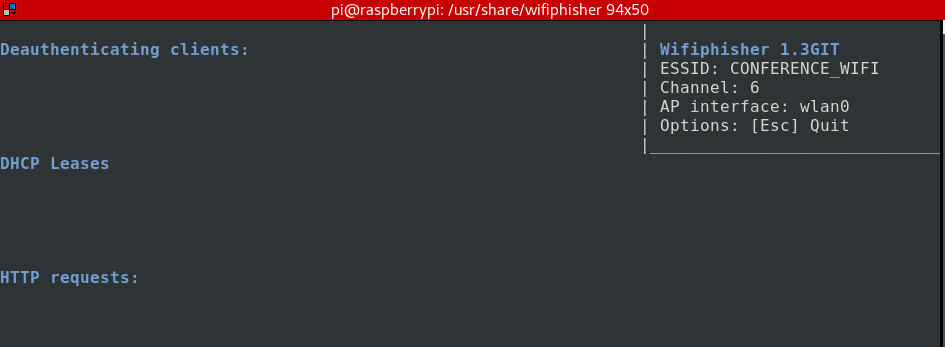 pi@raspberrypi: /usr/share/wifiphisher 94x50
|
Deauthenticating clients: | Wifiphisher 1.3GIT
| ESSID: CONFERENCE_WIFI
| Channel: 6
| AP interface: wlan0
| Options: [Esc] Quit
|_____________________________
DHCP Leases
HTTP requests: